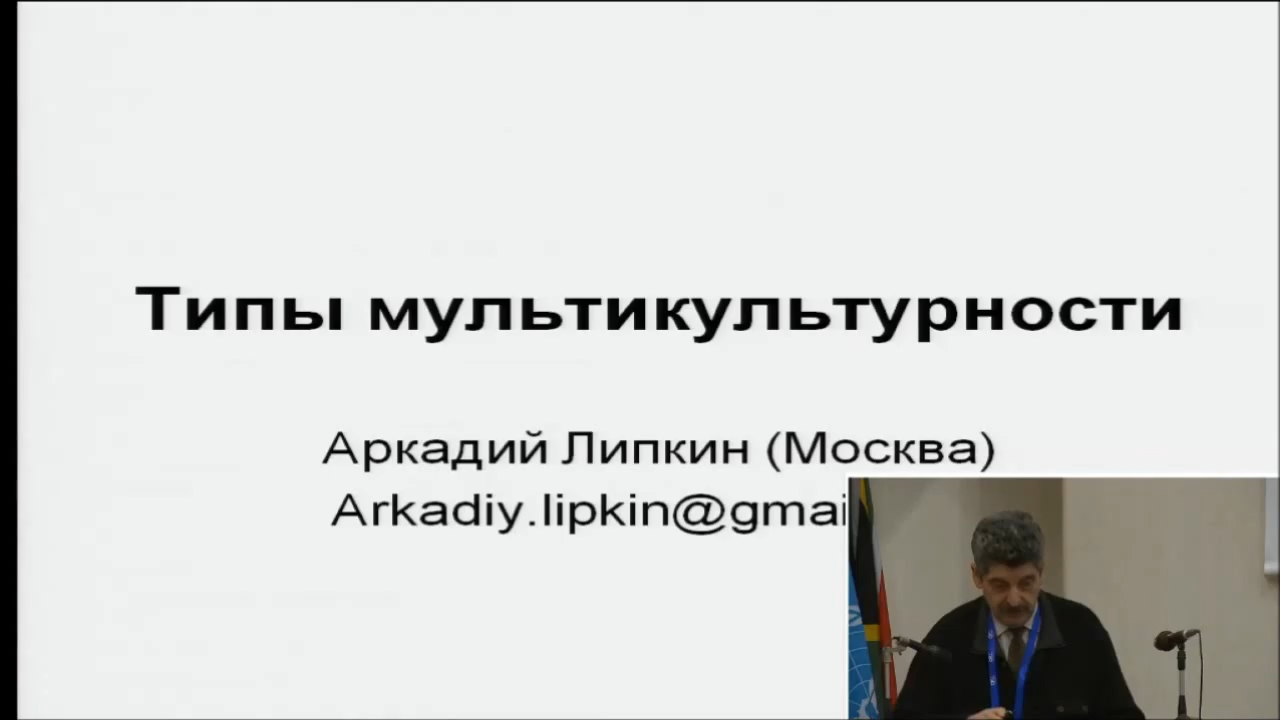 Типы мультикультурности
Аркадий Липкин (Москва)
Arkadiy.lipkin@gmai